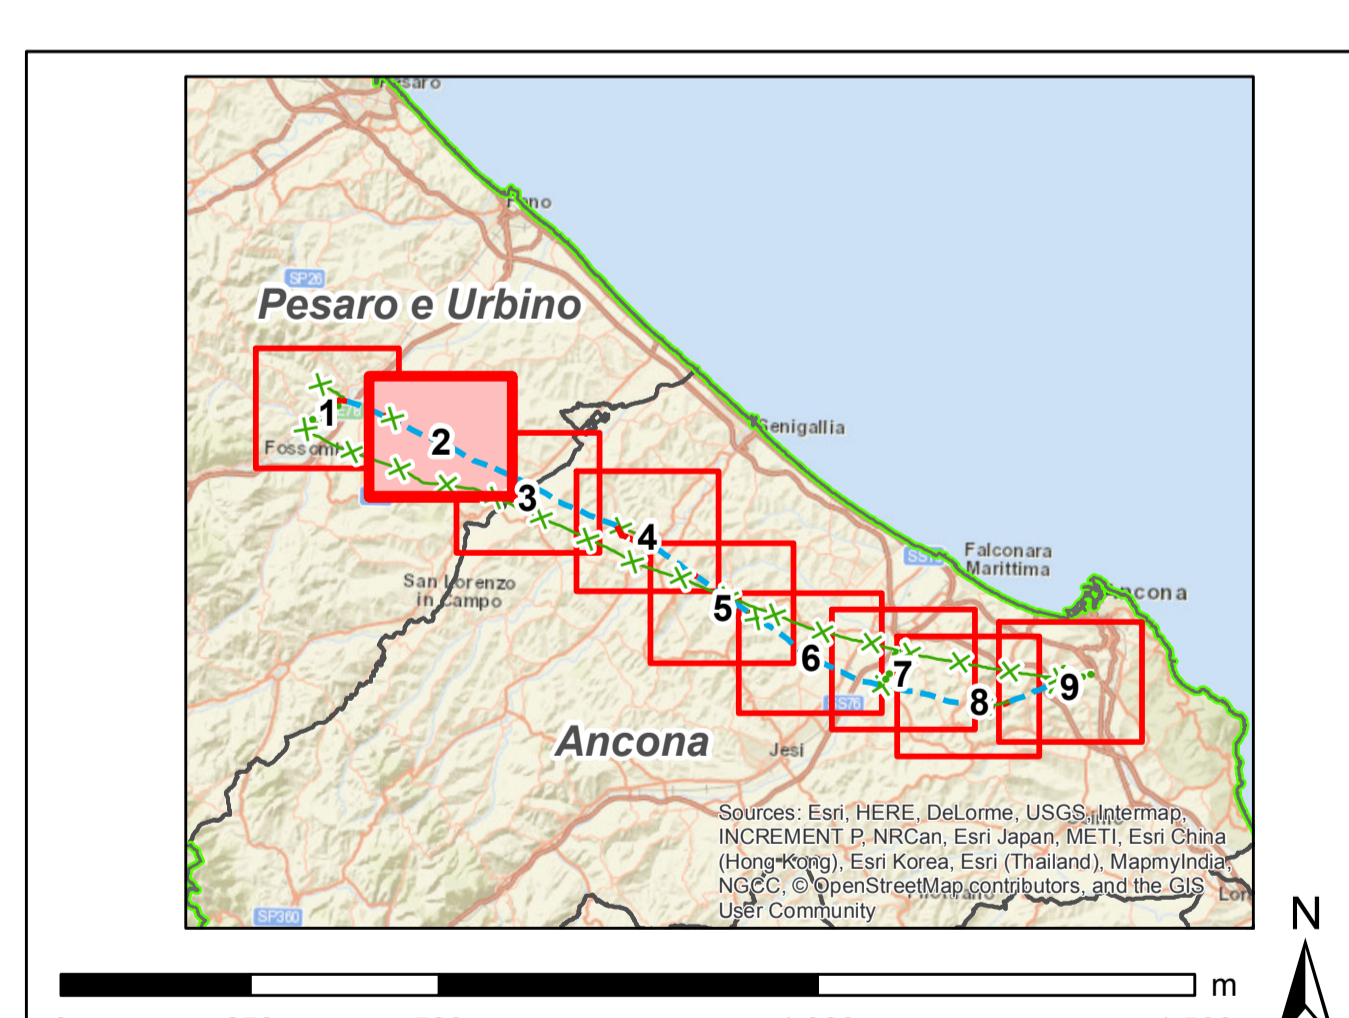 Fano
SP26
Pesaro e Urbino
1
2
Senigallia
3
4
San Lorenzo
in Campo
Falconara
Marittima
Ancona
5
6
7
8
9
SS76
Ancona
Jesi
Sources: Esri, HERE, DeLorme, USGS, Intermap,
INCREMENT P, NRCan, Esri Japan, METI, Esri China
(Hong Kong), Esri Korea, Esri (Thailand), MapmyIndia,
NGCC, © OpenStreetMap contributors, and the GIS
User Community
SP360
N
m